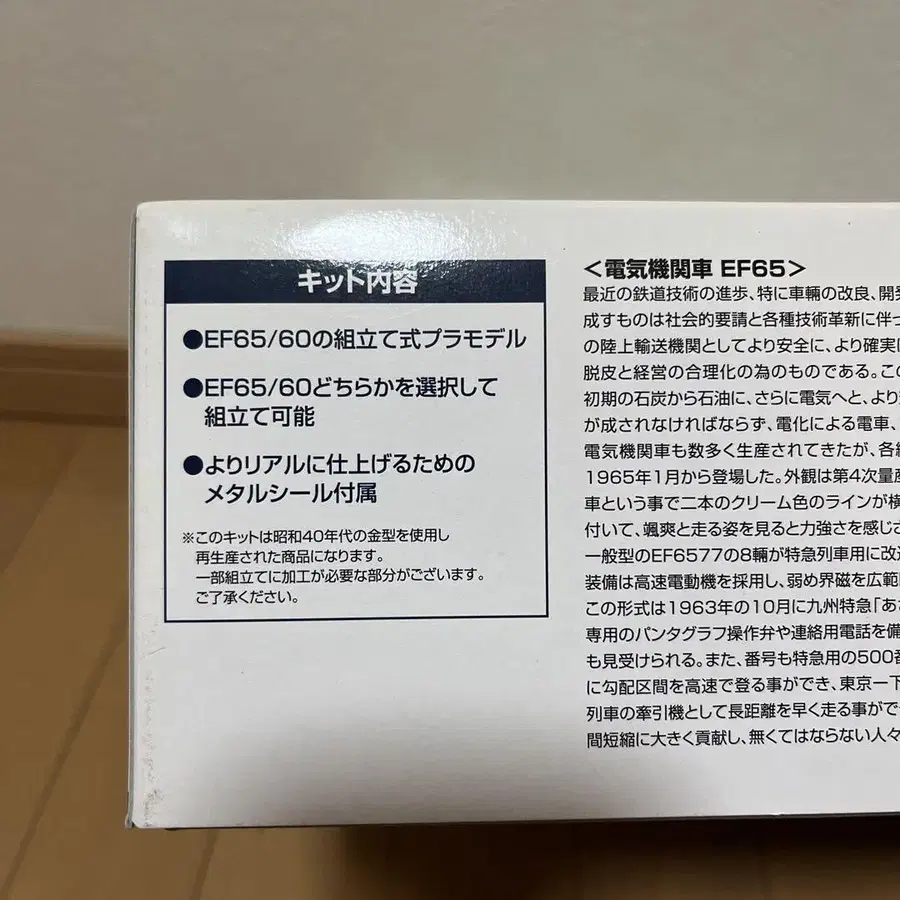 キット内容
●EF65/60の組立て式プラモデル
●EF65/60どちらかを選択して
組立て可能
●よりリアルに仕上げるための
メタルシール付属
※このキットは昭和40年代の金型を使用し
再生産された商品になります。
一部組立てに加工が必要な部分がございます。
ご了承ください。
＜電気機関車 EF65＞
最近の鉄道技術の進歩、特に車輛の改良、開発
成すものは社会的要請と各種技術革新に伴っ
の陸上輸送機関としてより安全に、より確実に
脱皮と経営の合理化の為のものである。この
初期の石炭から石油に、さらに電気へと、より
が成されなければならず、電化による電車、
電気機関車も数多く生産されてきたが、各
1965年1月から登場した。外観は第4次量産
車という事で二本のクリーム色のラインが横
付いて、颯爽と走る姿を見ると力強さを感じさ
一般型のEF6577の8輛が特急列車用に改
装備は高速電動機を採用し、弱め界磁を広範
この形式は1963年の10月に九州特急「あさ
専用のパンタグラフ操作弁や連絡用電話を備
も見受けられる。また、番号も特急用の500番
に勾配区間を高速で登る事ができ、東京一下
列車の牽引機として長距離を早く走る事ができ
間短縮に大きく貢献し、無くてはならない人々